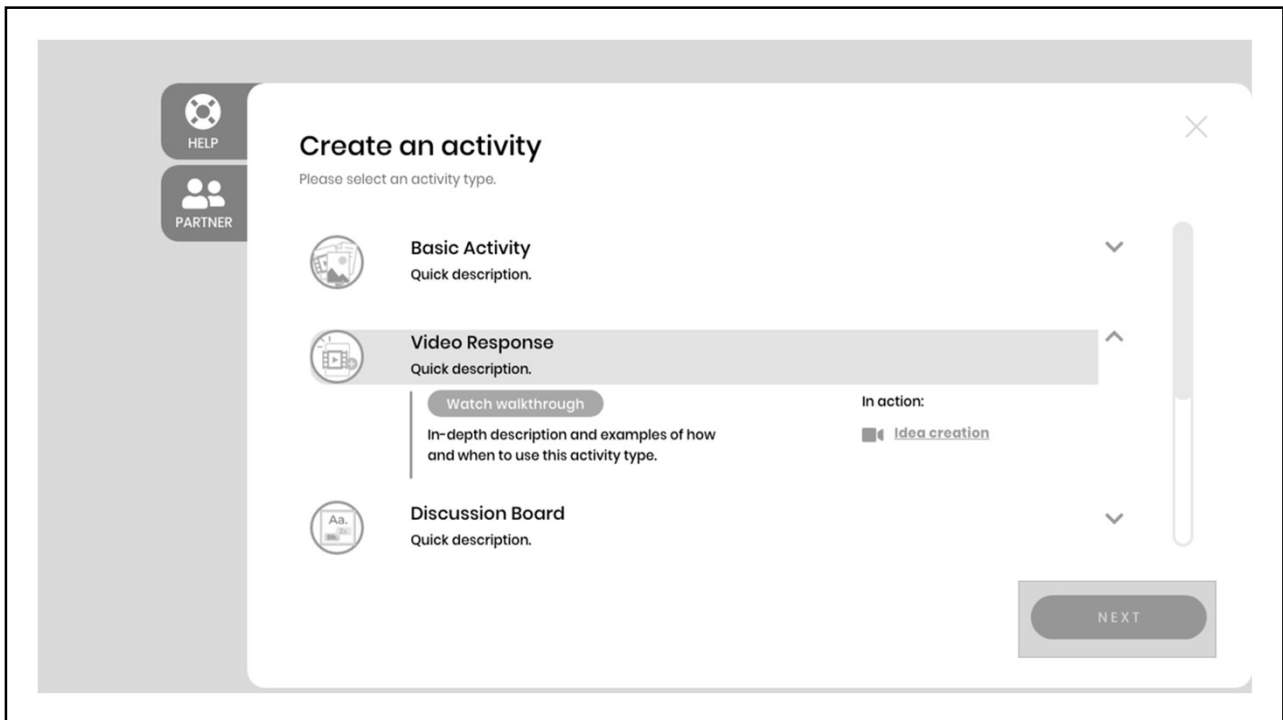 HELP
PARTNER
Create an activity
Please select an activity type.
Basic Activity
Quick description.
Video Response
Quick description.
Watch walkthrough
In-depth description and examples of how
and when to use this activity type.
In action:
Idea creation
Aa.
Discussion Board
Quick description.
NEXT